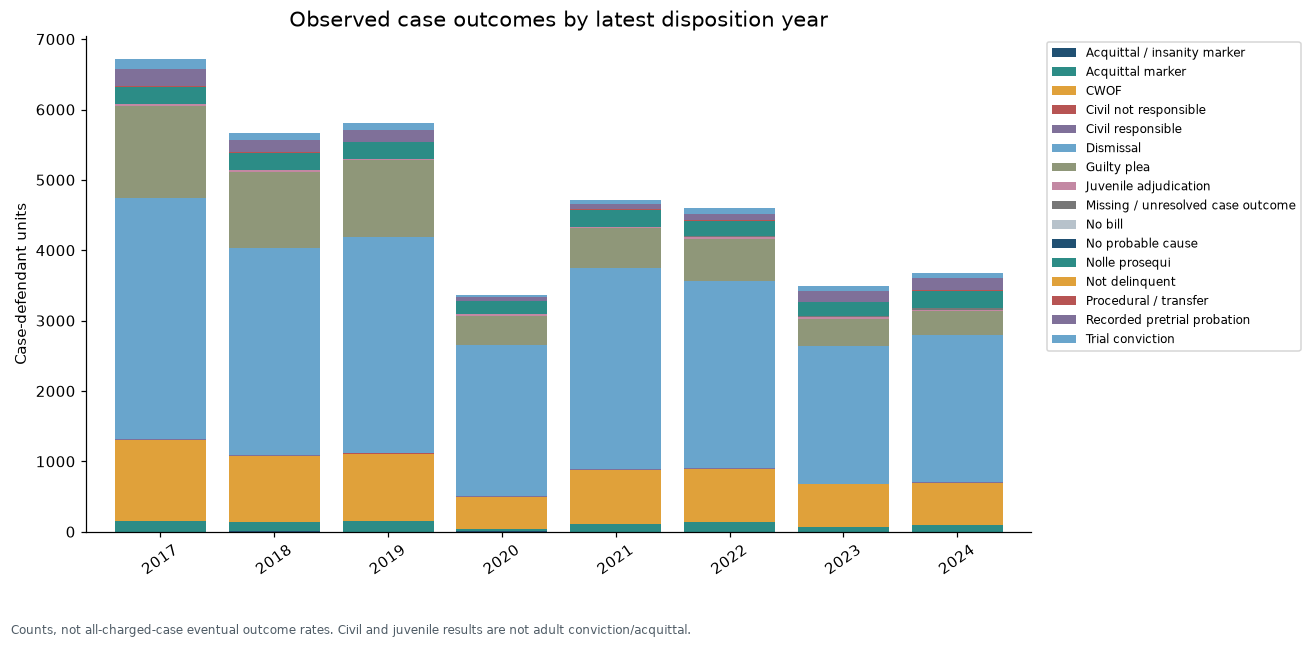 Observed case outcomes by latest disposition year
7000
6000
5000
4000
3000
2000
1000
0
Case-defendant units
2017
2018
2019
2020
2021
2022
2023
2024
Acquittal / insanity marker
Acquittal marker
CWOF
Civil not responsible
Civil responsible
Dismissal
Guilty plea
Juvenile adjudication
Missing / unresolved case outcome
No bill
No probable cause
Nolle prosequi
Not delinquent
Procedural / transfer
Recorded pretrial probation
Trial conviction
Counts, not all-charged-case eventual outcome rates. Civil and juvenile results are not adult conviction/acquittal.